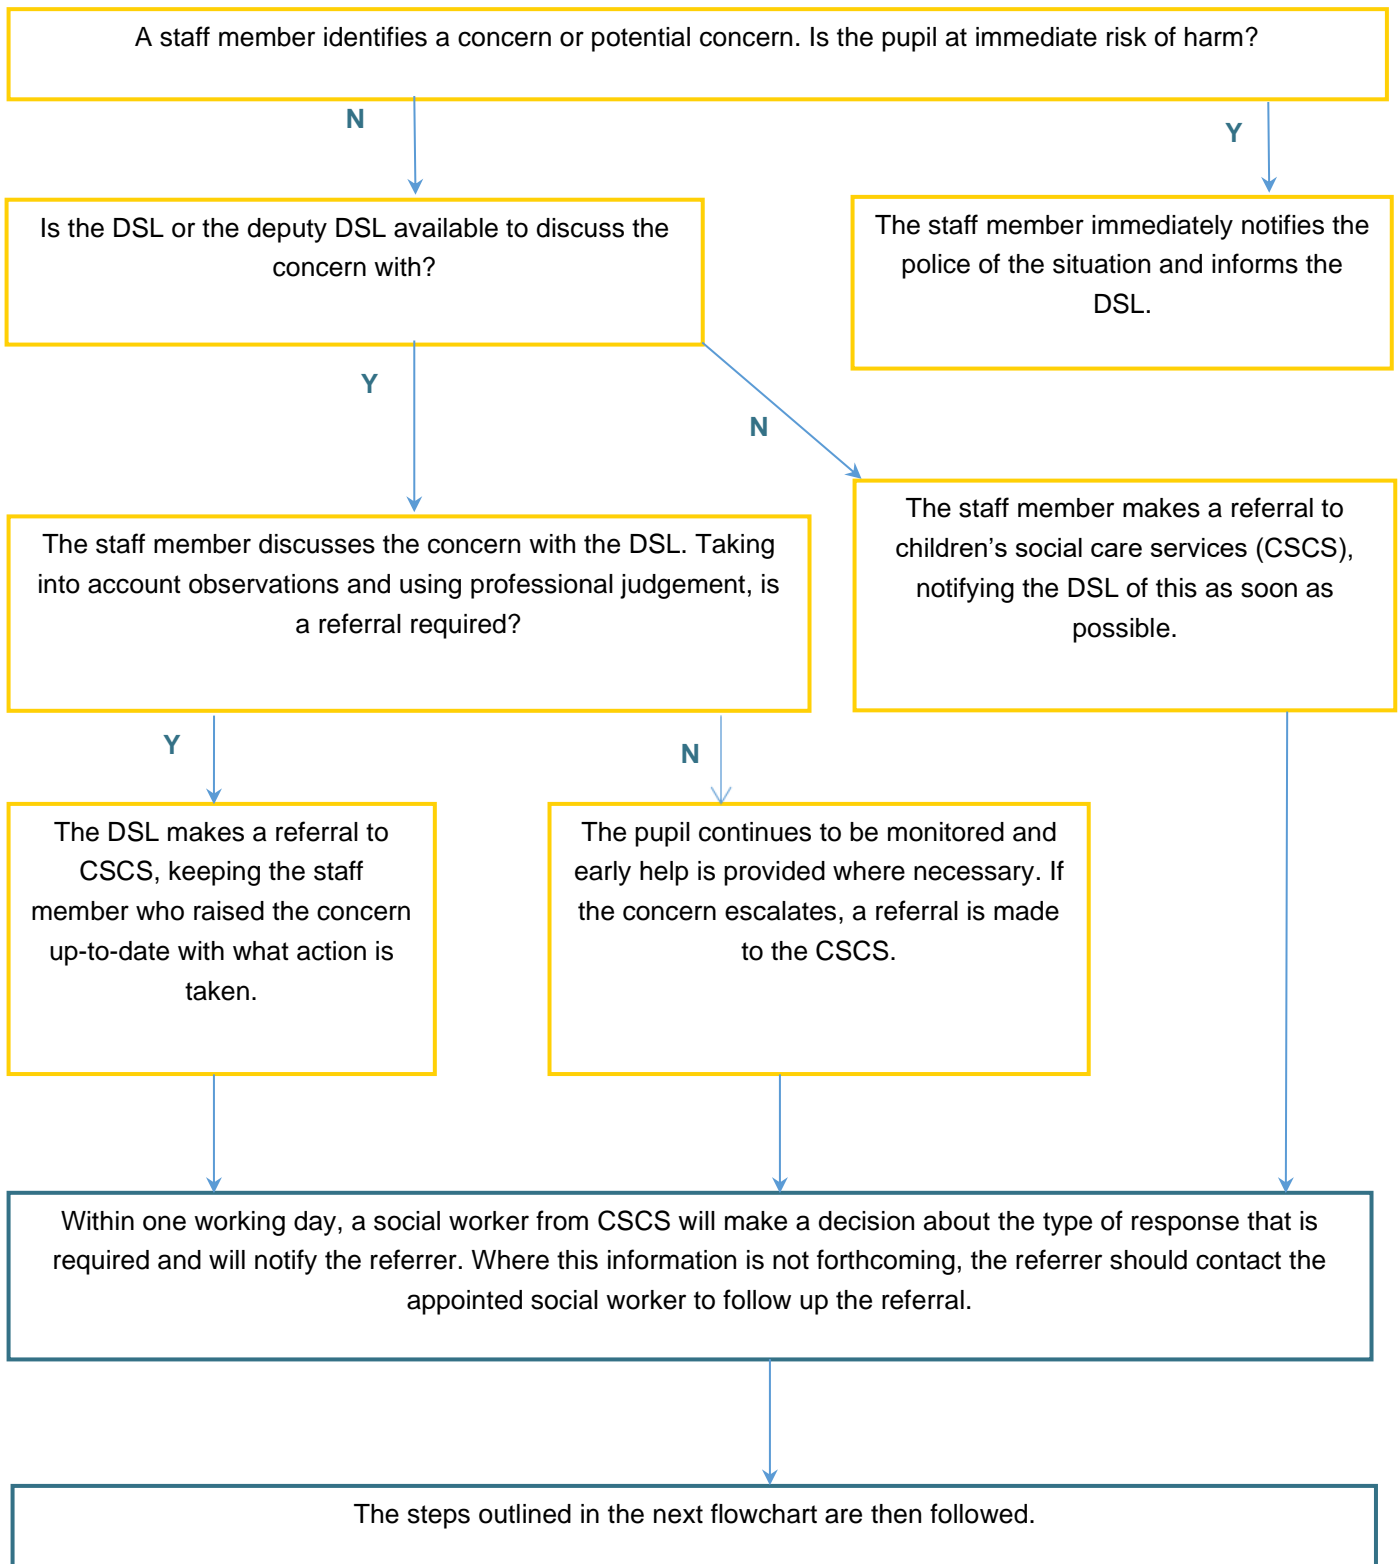 A staff member identifies a concern or potential concern. Is the pupil at immediate risk of harm?
N
Y
Is the DSL or the deputy DSL available to discuss the
concern with?
The staff member immediately notifies the
police of the situation and informs the
DSL.
Y
N
The staff member discusses the concern with the DSL. Taking
into account observations and using professional judgement, is
a referral required?
The staff member makes a referral to
children’s social care services (CSCS),
notifying the DSL of this as soon as
possible.
Y
N
The DSL makes a referral to
CSCS, keeping the staff
member who raised the concern
up-to-date with what action is
taken.
The pupil continues to be monitored and
early help is provided where necessary. If
the concern escalates, a referral is made
to the CSCS.
Within one working day, a social worker from CSCS will make a decision about the type of response that is
required and will notify the referrer. Where this information is not forthcoming, the referrer should contact the
appointed social worker to follow up the referral.
The steps outlined in the next flowchart are then followed.